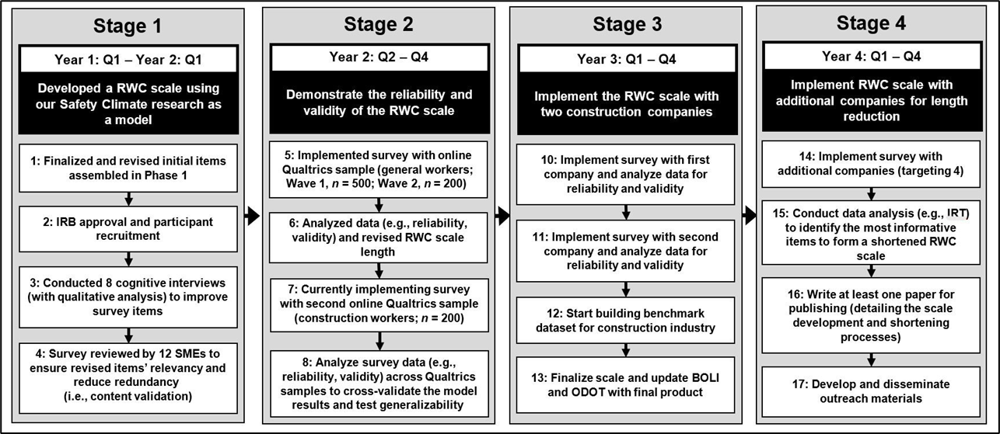 Stage 1
Year 1: Q1 – Year 2: Q1
Developed a RWC scale using
our Safety Climate research as
a model
1: Finalized and revised initial items
assembled in Phase 1
2: IRB approval and participant
recruitment
3: Conducted 8 cognitive interviews
(with qualitative analysis) to improve
survey items
4: Survey reviewed by 12 SMEs to
ensure revised items’ relevancy and
reduce redundancy
(i.e., content validation)
Stage 2
Year 2: Q2 – Q4
Demonstrate the reliability and
validity of the RWC scale
5: Implemented survey with online
Qualtrics sample (general workers;
Wave 1, n = 500; Wave 2, n = 200)
6: Analyzed data (e.g., reliability,
validity) and revised RWC scale
length
7: Currently implementing survey
with second online Qualtrics sample
(construction workers; n = 200)
8: Analyze survey data (e.g.,
reliability, validity) across Qualtrics
samples to cross-validate the model
results and test generalizability
Stage 3
Year 3: Q1 – Q4
Implement the RWC scale with
two construction companies
10: Implement survey with first
company and analyze data for
reliability and validity
11: Implement survey with second
company and analyze data for
reliability and validity
12: Start building benchmark
dataset for construction industry
13: Finalize scale and update BOLI
and ODOT with final product
Stage 4
Year 4: Q1 – Q4
Implement RWC scale with
additional companies for length
reduction
14: Implement survey with
additional companies (targeting 4)
15: Conduct data analysis (e.g., IRT)
to identify the most informative
items to form a shortened RWC
scale
16: Write at least one paper for
publishing (detailing the scale
development and shortening
processes)
17: Develop and disseminate
outreach materials